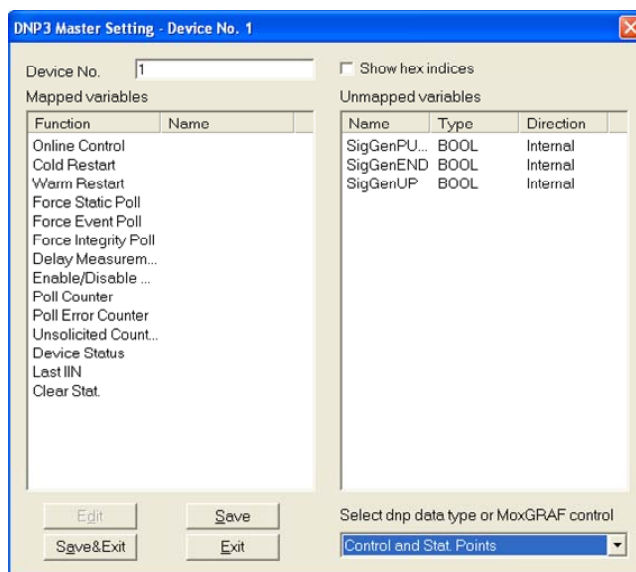 DNP3 Master Setting - Device No. 1
Device No. 1
Show hex indices
Mapped variables
Unmapped variables
Function Name
Online Control
Cold Restart
Warm Restart
Force Static Poll
Force Event Poll
Force Integrity Poll
Delay Measurem...
Enable/Disable ...
Poll Counter
Poll Error Counter
Unsolicited Count...
Device Status
Last IIN
Clear Stat.
Name Type Direction
SigGenPU... BOOL Internal
SigGenEND BOOL Internal
SigGenUP BOOL Internal
Edit Save
Save&Exit Exit
Select dnp data type or MoxGRAF control
Control and Stat. Points